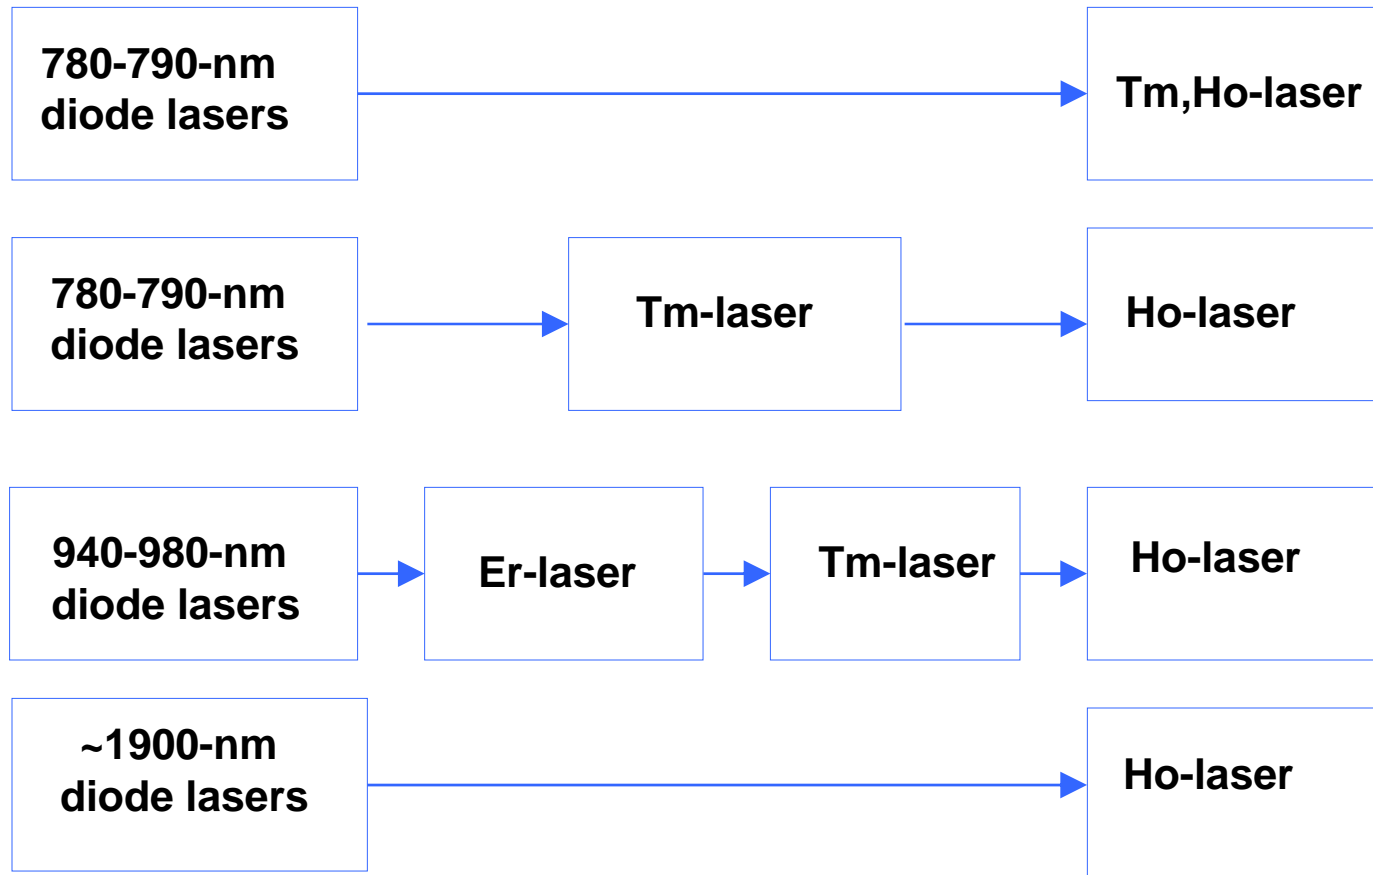 780-790-nm
diode lasers
Tm,Ho-laser
780-790-nm
diode lasers
Tm-laser
Ho-laser
940-980-nm
diode lasers
Er-laser
Tm-laser
Ho-laser
~1900-nm
diode lasers
Ho-laser